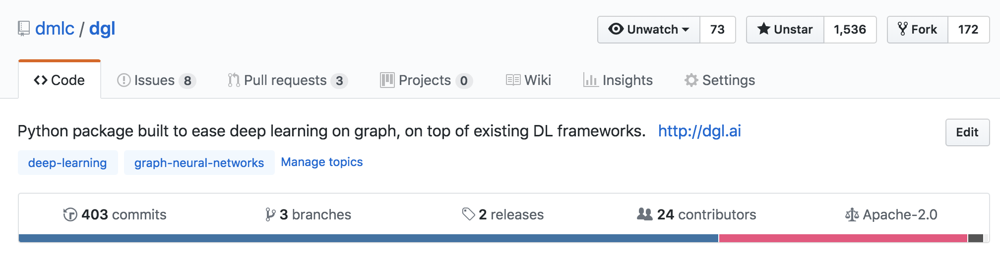 dmlc / dgl
Unwatch 73 Unstar 1,536 Fork 172
Code Issues 8 Pull requests 3 Projects 0 Wiki Insights Settings
Python package built to ease deep learning on graph, on top of existing DL frameworks. http://dgl.ai Edit
deep-learning graph-neural-networks Manage topics
403 commits 3 branches 2 releases 24 contributors Apache-2.0